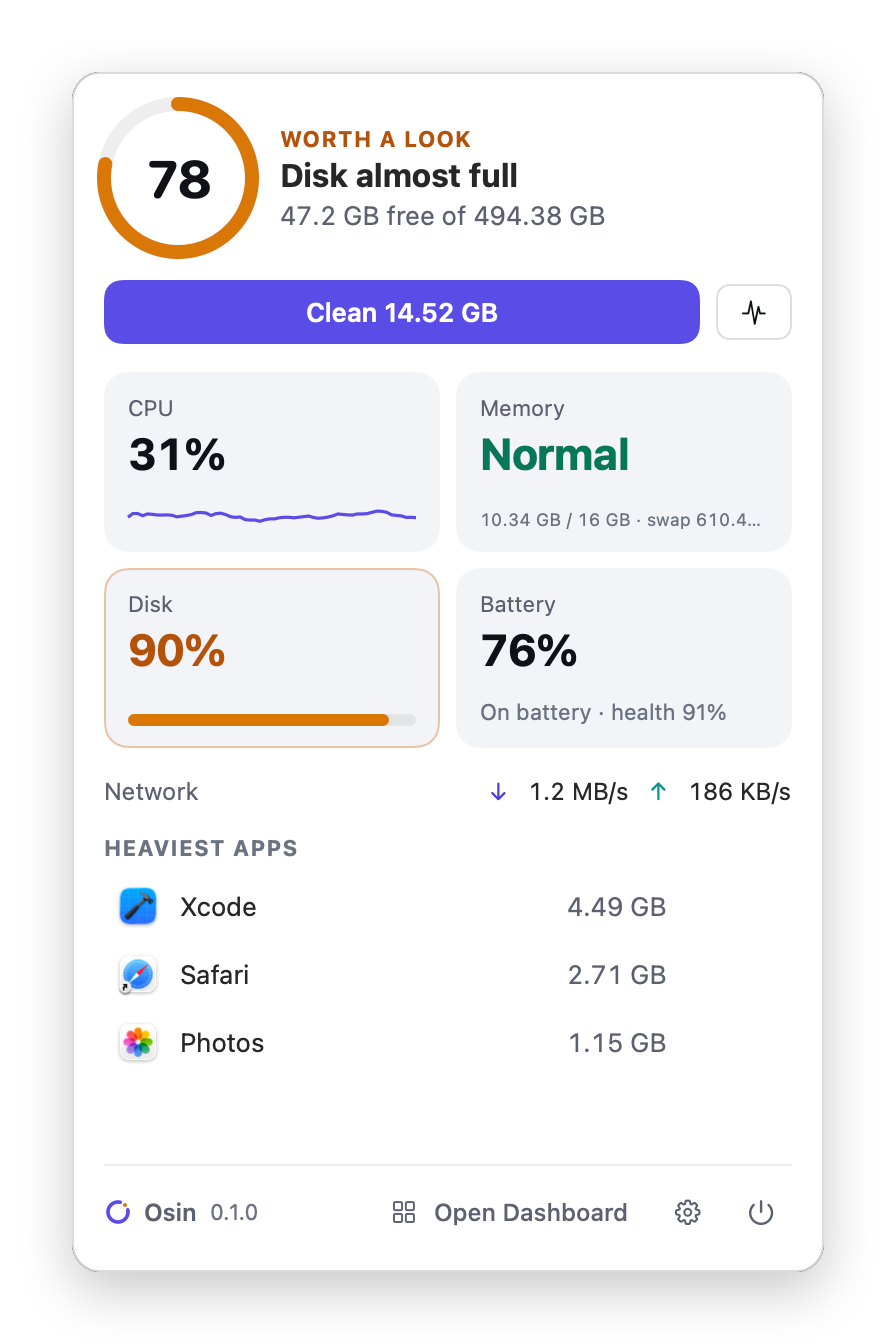 78
WORTH A LOOK
Disk almost full
47.2 GB free of 494.38 GB
Clean 14.52 GB
CPU
31%
Memory
Normal
10.34 GB / 16 GB · swap 610.4...
Disk
90%
Battery
76%
On battery · health 91%
Network ↓ 1.2 MB/s ↑ 186 KB/s
HEAVIEST APPS
Xcode 4.49 GB
Safari 2.71 GB
Photos 1.15 GB
Osin 0.1.0 Open Dashboard